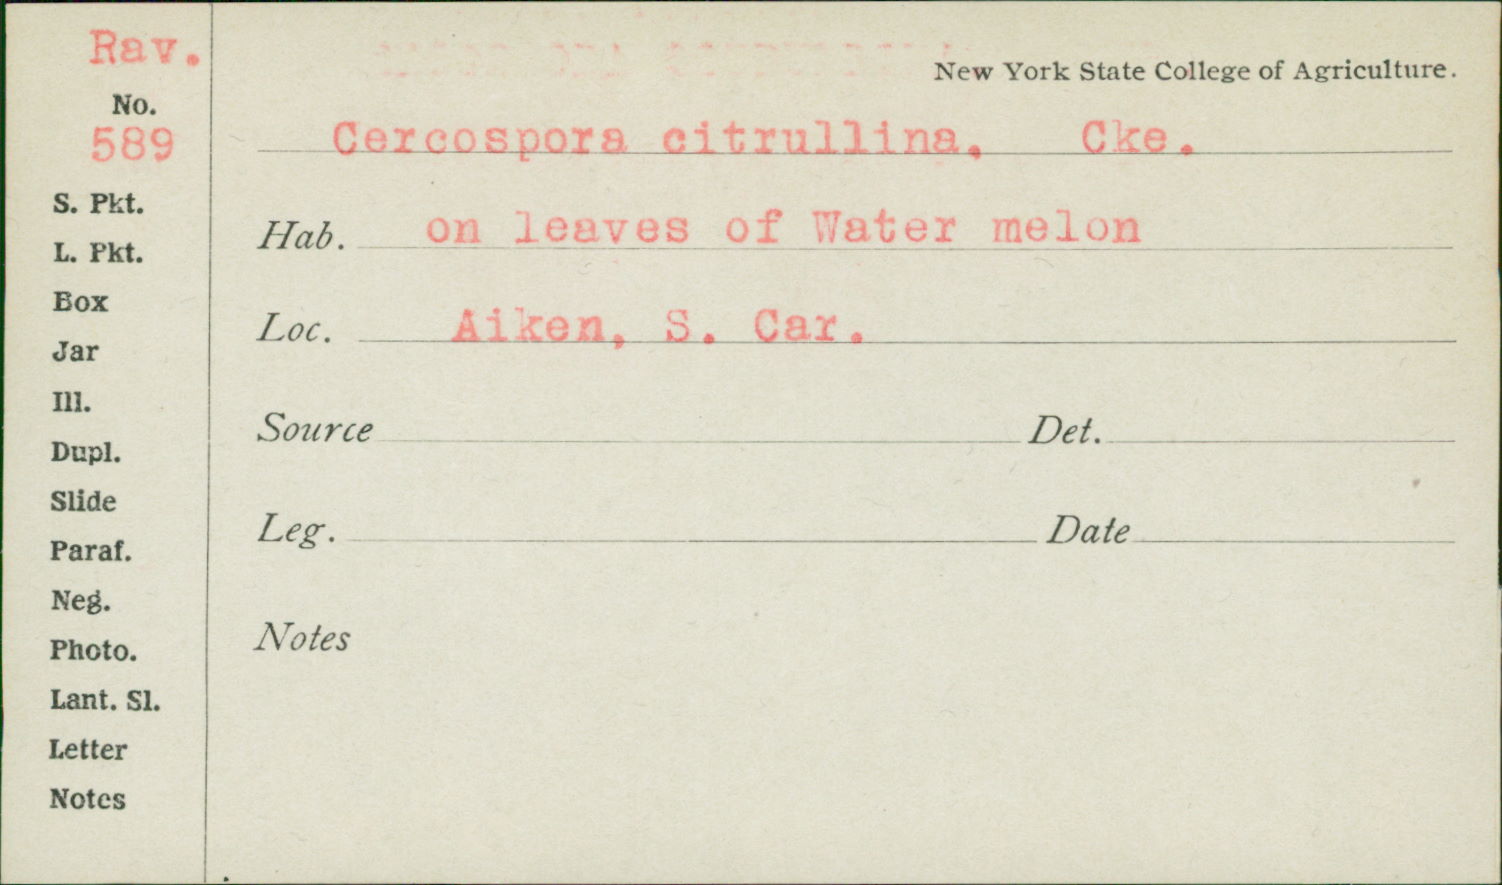 Rav.
No.
589
S. Pkt.
L. Pkt.
Box
Jar
Ill.
Dupl.
Slide
Paraf.
Neg.
Photo.
Lant. Sl.
Letter
Notes
New York State College of Agriculture.
Cercospora citrullina. Cke.
Hab. on leaves of Water melon
Loc. Aiken, S. Car.
Source Det.
Leg. Date
Notes